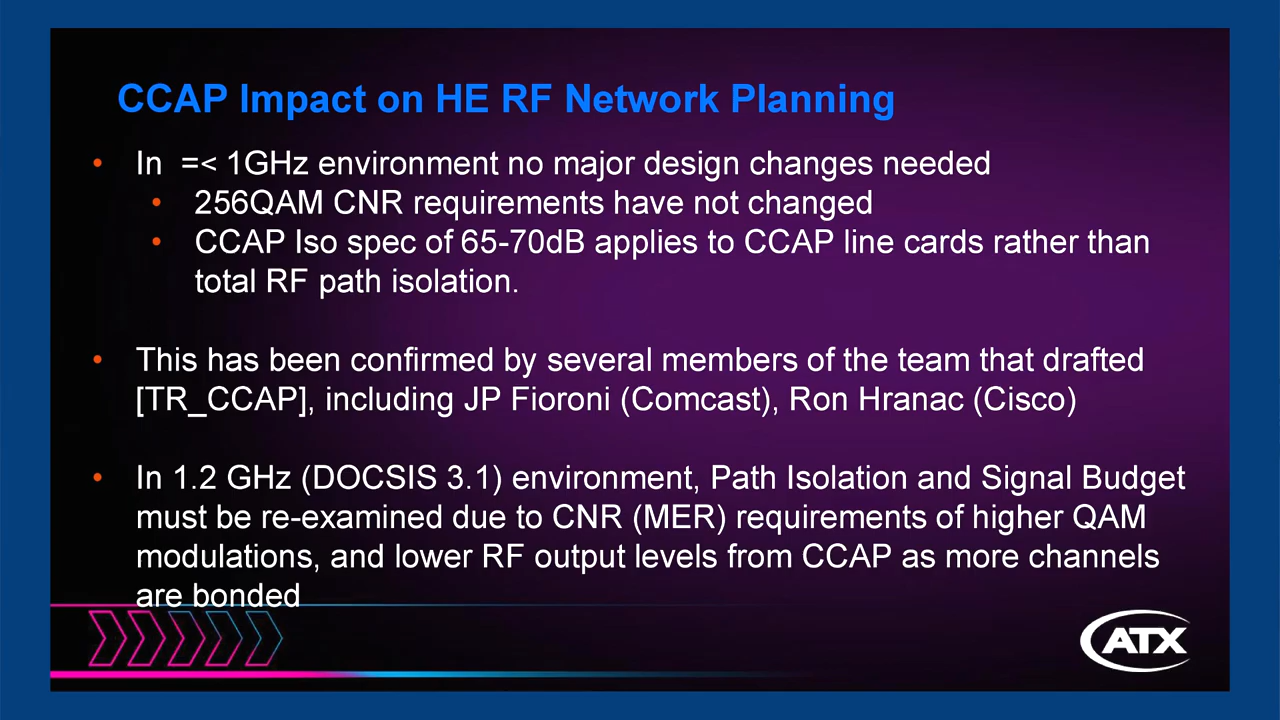 CCAP Impact on HE RF Network Planning
• In =< 1GHz environment no major design changes needed
• 256QAM CNR requirements have not changed
• CCAP Iso spec of 65-70dB applies to CCAP line cards rather than
total RF path isolation.
• This has been confirmed by several members of the team that drafted
[TR_CCAP], including JP Fioroni (Comcast), Ron Hranac (Cisco)
• In 1.2 GHz (DOCSIS 3.1) environment, Path Isolation and Signal Budget
must be re-examined due to CNR (MER) requirements of higher QAM
modulations, and lower RF output levels from CCAP as more channels
are bonded
ATX